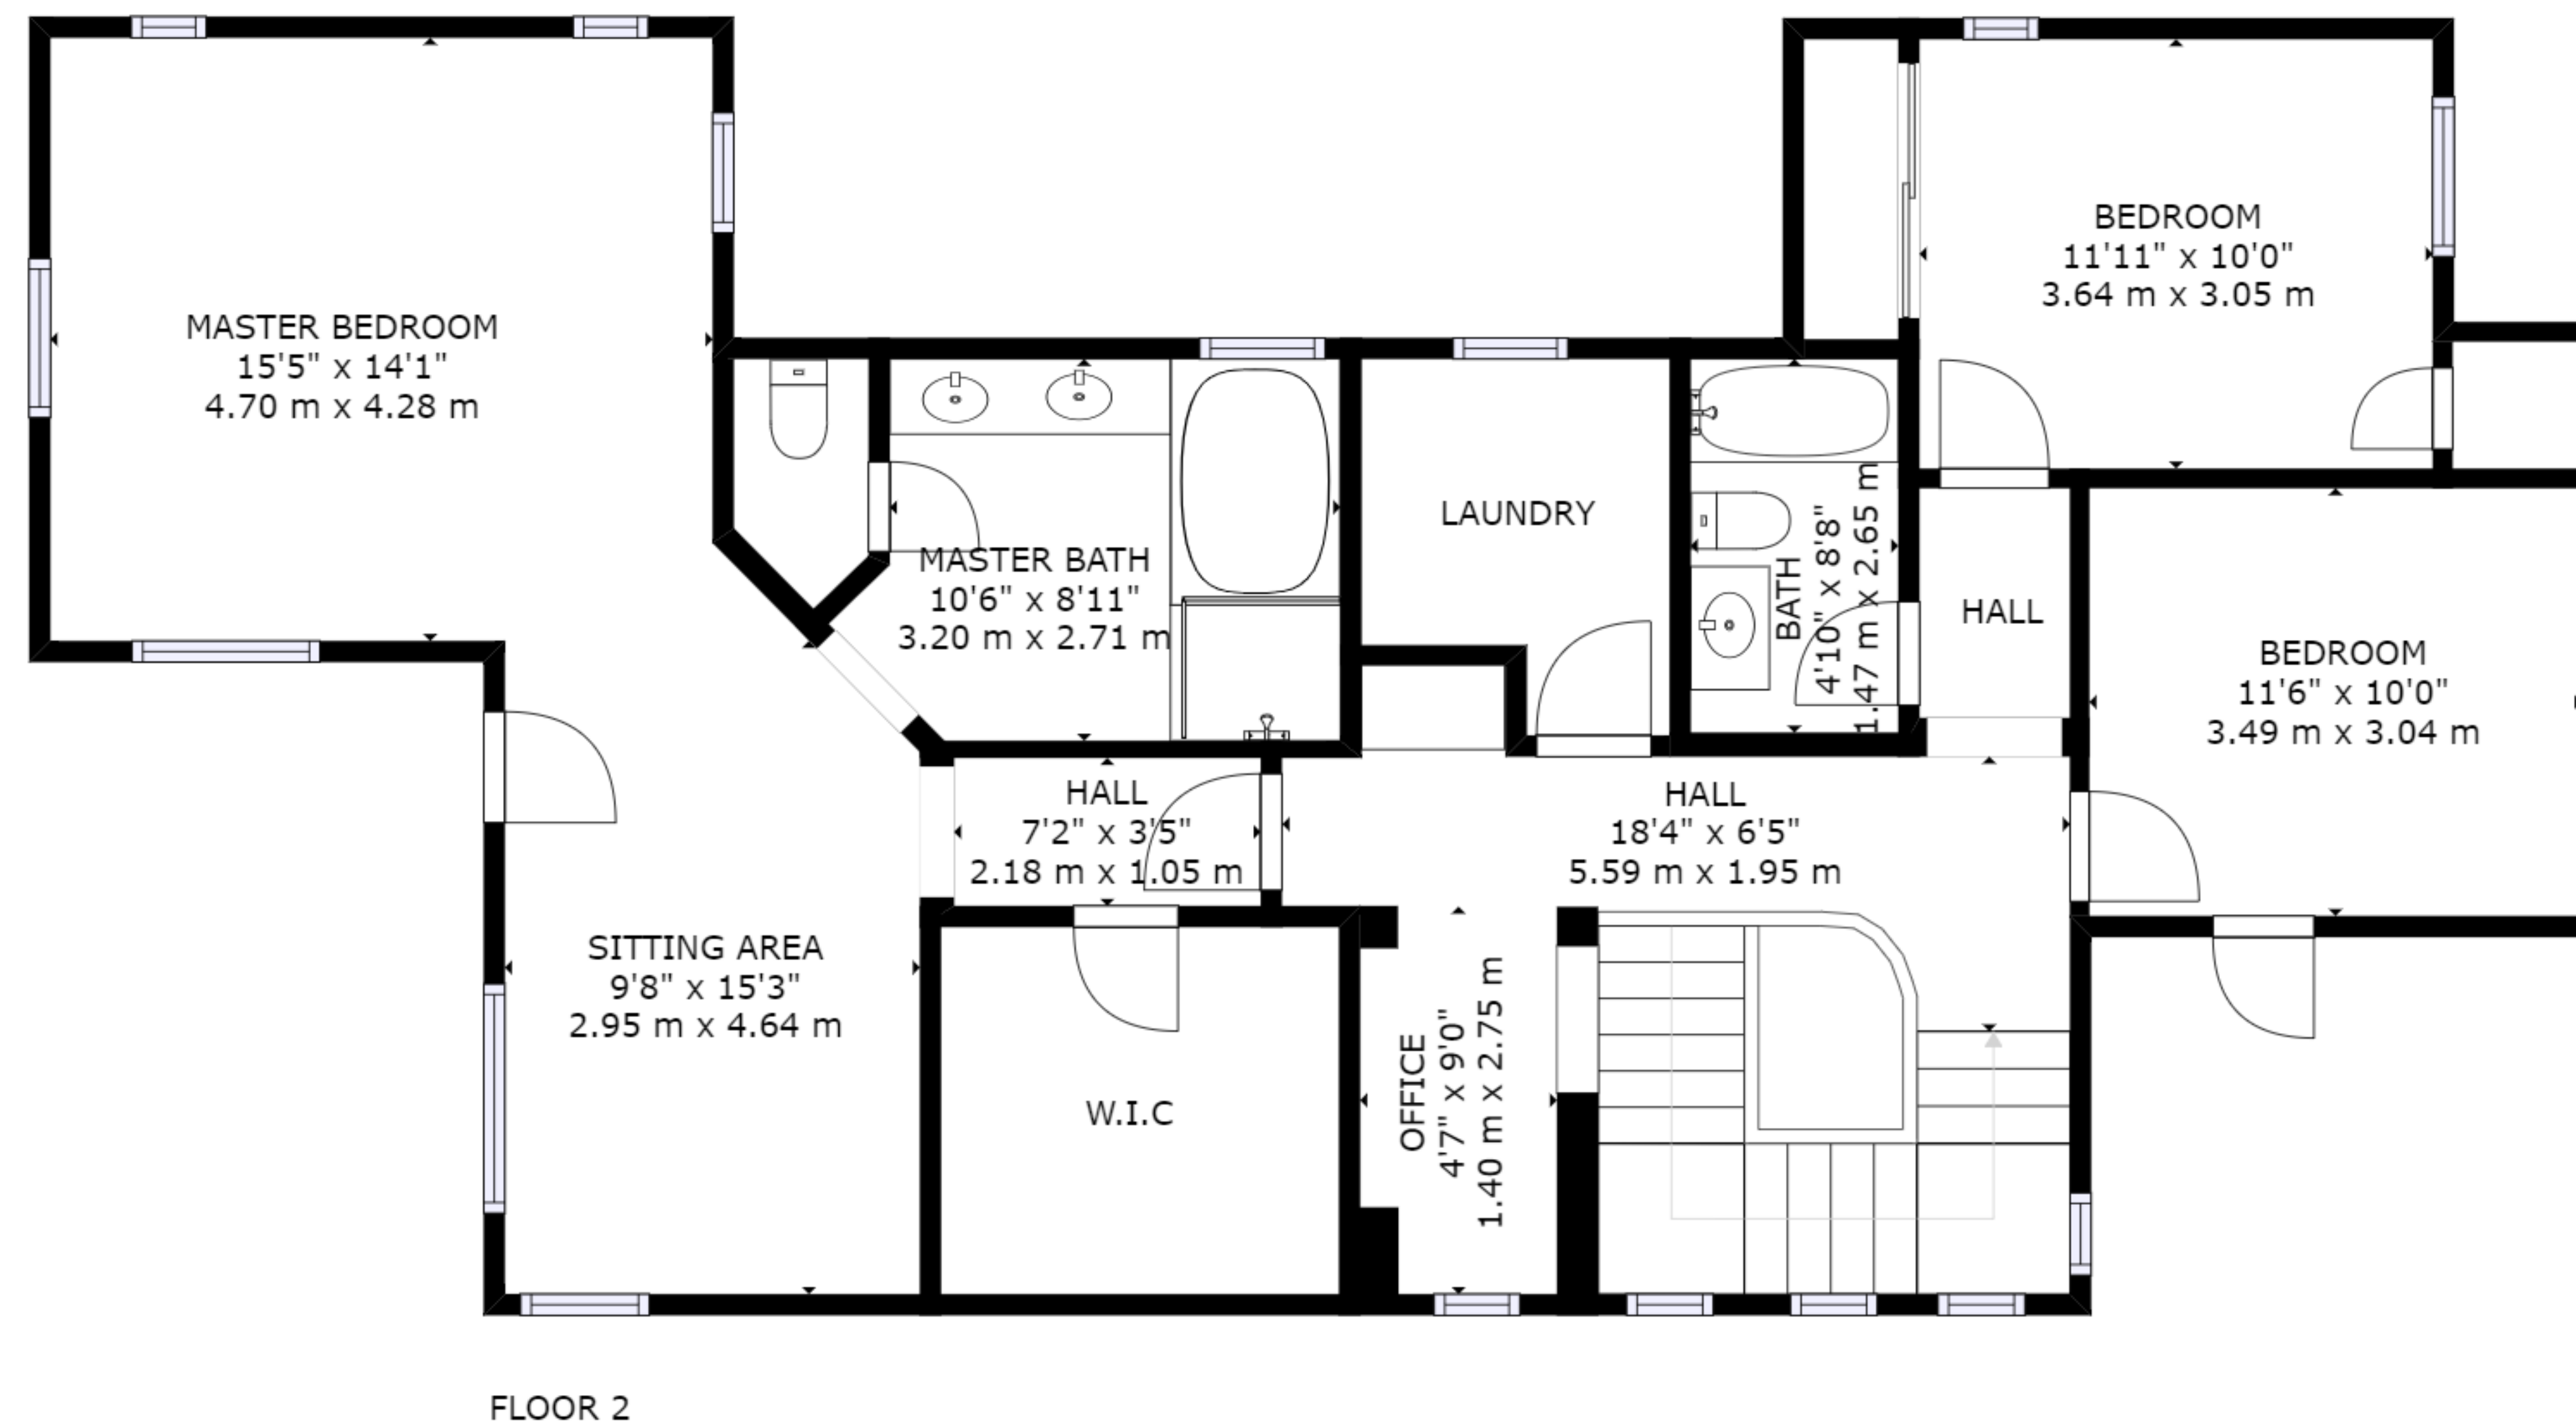 BEDROOM
11'11" x 10'0"
3.64 m x 3.05 m
MASTER BEDROOM
15'5" x 14'1"
4.70 m x 4.28 m
MASTER BATH
10'6" x 8'11"
3.20 m x 2.71 m
LAUNDRY
BATH
4'10" x 8'8"
1.47 m x 2.65 m
HALL
BEDROOM
11'6" x 10'0"
3.49 m x 3.04 m
HALL
7'2" x 3'5"
2.18 m x 1.05 m
HALL
18'4" x 6'5"
5.59 m x 1.95 m
SITTING AREA
9'8" x 15'3"
2.95 m x 4.64 m
W.I.C
OFFICE
4'7" x 9'0"
1.40 m x 2.75 m
FLOOR 2